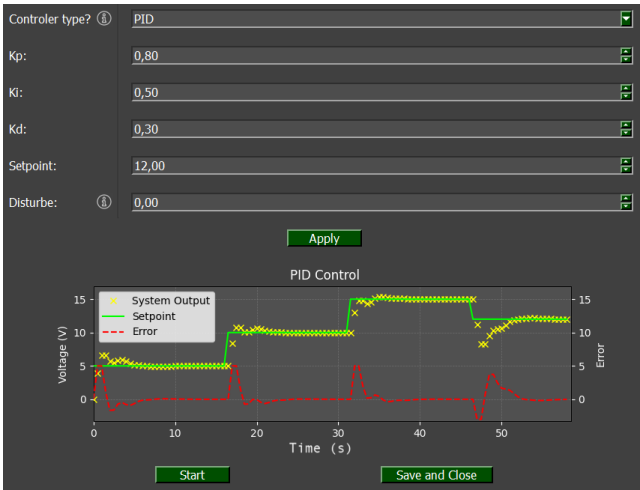 Controler type? PID
Kp: 0,80
Ki: 0,50
Kd: 0,30
Setpoint: 12,00
Disturbe: 0,00
Apply
PID Control
System Output
Setpoint
Error
15 15
10 10
5 5
0 0
Voltage (V)
Error
0 10 20 30 40 50
Time (s)
Start Save and Close